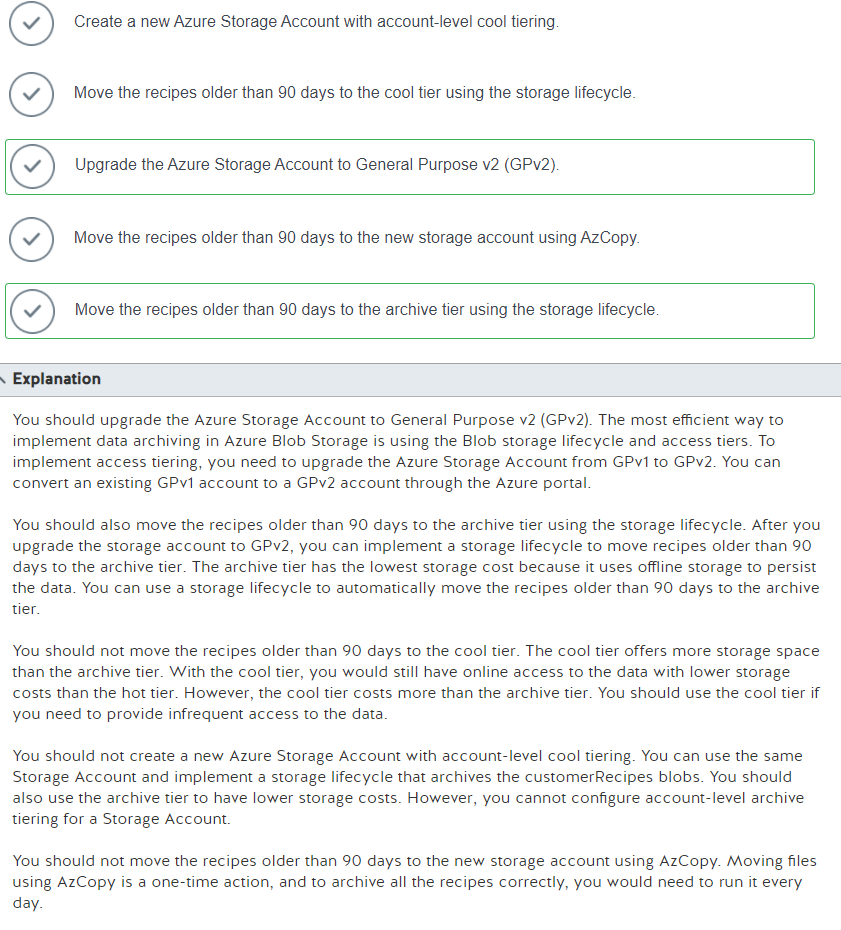 Create a new Azure Storage Account with account-level cool tiering.
Move the recipes older than 90 days to the cool tier using the storage lifecycle.
Upgrade the Azure Storage Account to General Purpose v2 (GPv2).
Move the recipes older than 90 days to the new storage account using AzCopy.
Move the recipes older than 90 days to the archive tier using the storage lifecycle.
Explanation
You should upgrade the Azure Storage Account to General Purpose v2 (GPv2). The most efficient way to
implement data archiving in Azure Blob Storage is using the Blob storage lifecycle and access tiers. To
implement access tiering, you need to upgrade the Azure Storage Account from GPv1 to GPv2. You can
convert an existing GPv1 account to a GPv2 account through the Azure portal.
You should also move the recipes older than 90 days to the archive tier using the storage lifecycle. After you
upgrade the storage account to GPv2, you can implement a storage lifecycle to move recipes older than 90
days to the archive tier. The archive tier has the lowest storage cost because it uses offline storage to persist
the data. You can use a storage lifecycle to automatically move the recipes older than 90 days to the archive
tier.
You should not move the recipes older than 90 days to the cool tier. The cool tier offers more storage space
than the archive tier. With the cool tier, you would still have online access to the data with lower storage
costs than the hot tier. However, the cool tier costs more than the archive tier. You should use the cool tier if
you need to provide infrequent access to the data.
You should not create a new Azure Storage Account with account-level cool tiering. You can use the same
Storage Account and implement a storage lifecycle that archives the customerRecipes blobs. You should
also use the archive tier to have lower storage costs. However, you cannot configure account-level archive
tiering for a Storage Account.
You should not move the recipes older than 90 days to the new storage account using AzCopy. Moving files
using AzCopy is a one-time action, and to archive all the recipes correctly, you would need to run it every
day.